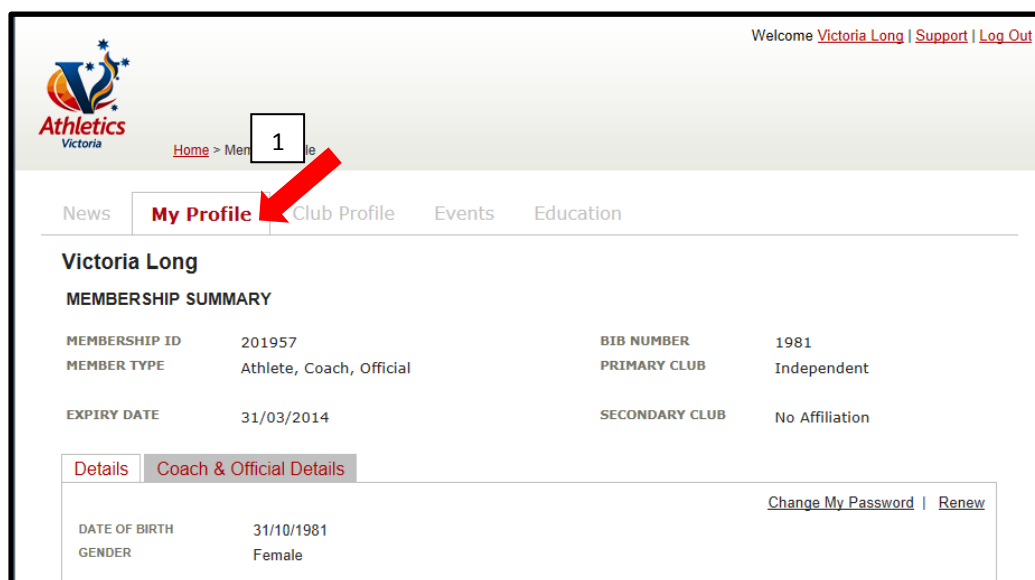 Welcome Victoria Long | Support | Log Out
Athletics
Victoria
Home >
1
News My Profile Club Profile Events Education
Victoria Long
MEMBERSHIP SUMMARY
MEMBERSHIP ID 201957 BIB NUMBER 1981
MEMBER TYPE Athlete, Coach, Official PRIMARY CLUB Independent
EXPIRY DATE 31/03/2014 SECONDARY CLUB No Affiliation
Details Coach & Official Details
Change My Password | Renew
DATE OF BIRTH 31/10/1981
GENDER Female